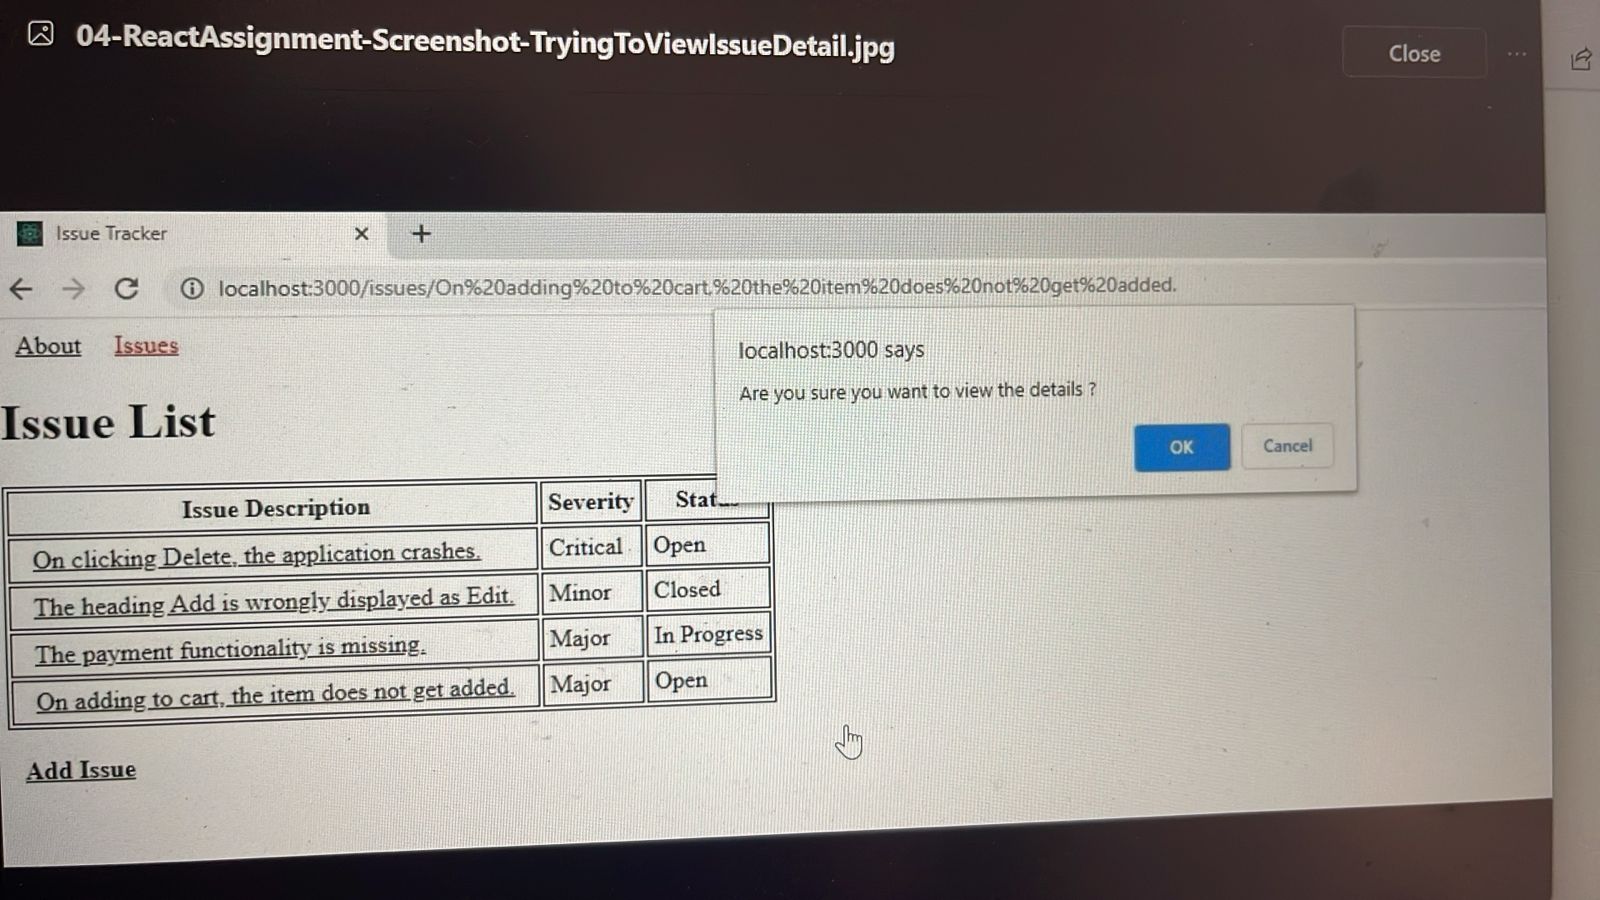 04-ReactAssignment-Screenshot-TryingToViewIssueDetail.jpg
Close
Issue Tracker
localhost:3000/issues/On%20adding%20to%20cart,%20the%20item%20does%20not%20get%20added.
About Issues
localhost:3000 says
Are you sure you want to view the details ?
OK Cancel
Issue List
Issue Description Severity Stat
On clicking Delete, the application crashes. Critical Open
The heading Add is wrongly displayed as Edit. Minor Closed
The payment functionality is missing. Major In Progress
On adding to cart, the item does not get added. Major Open
Add Issue